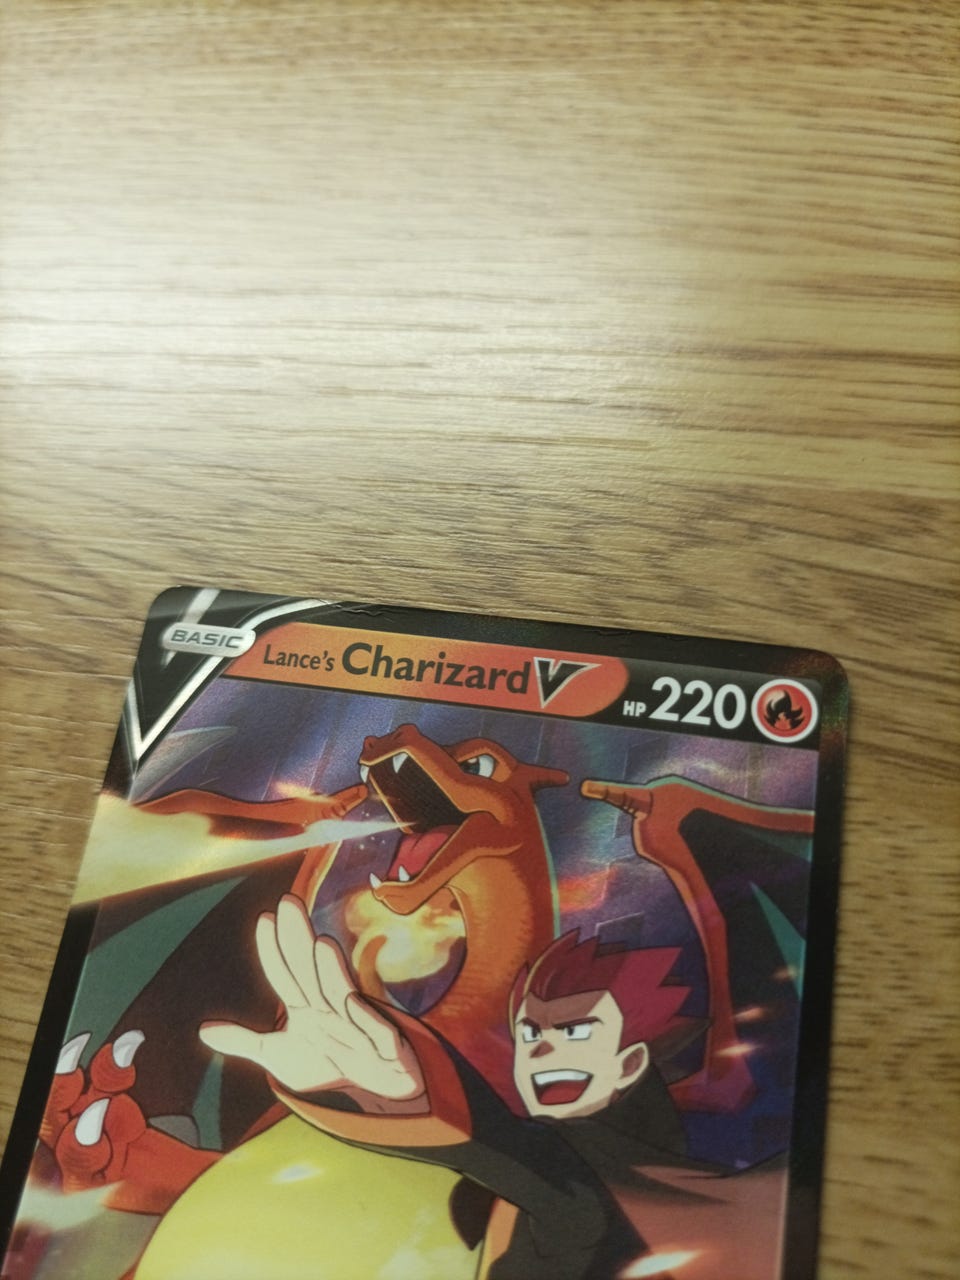 BASIC
Lance's Charizard V HP 220